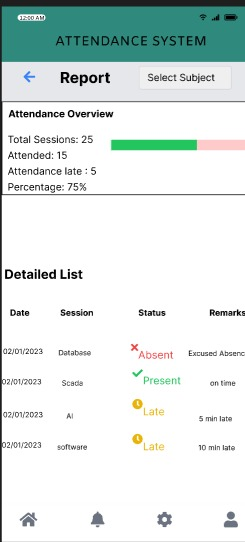 12:00 AM
ATTENDANCE SYSTEM
Report
Select Subject
Attendance Overview
Total Sessions: 25
Attended: 15
Attendance late : 5
Percentage: 75%
Detailed List
Date Session Status Remarks
02/01/2023 Database Absent Excused Absenc
02/01/2023 Scada Present on time
02/01/2023 AI Late 5 min late
02/01/2023 software Late 10 min late